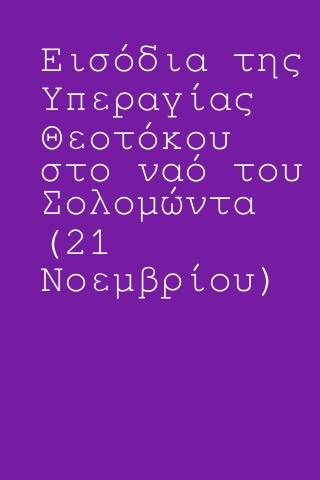 Εισόδια της
Υπεραγίας
Θεοτόκου
στο ναό του
Σολομώντα
(21
Νοεμβρίου)